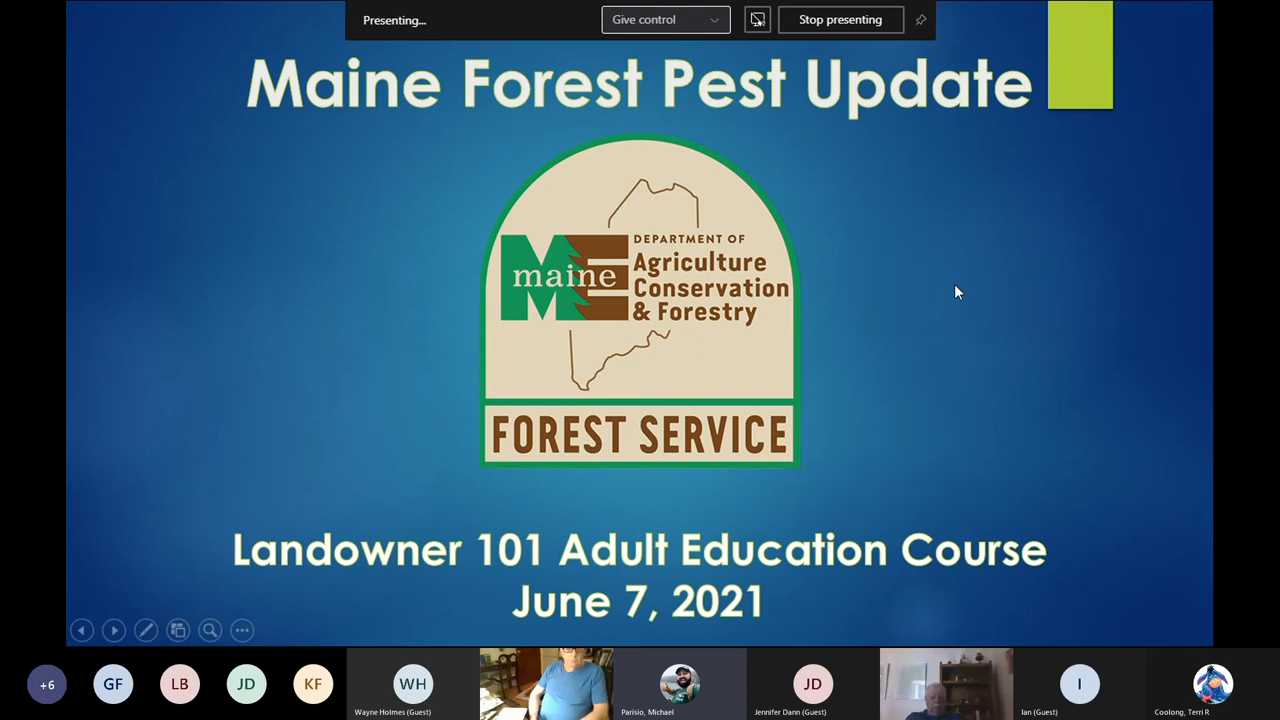 Presenting...
Give control
Stop presenting
Maine Forest Pest Update
DEPARTMENT OF
Agriculture
maine
Conservation
& Forestry
FOREST SERVICE
Landowner 101 Adult Education Course
June 7, 2021
+6
GF
LB
JD
KF
WH
JD
I
Wayne Holmes (Guest)
Parisio, Michael
Jennifer Dann (Guest)
Ian (Guest)
Coolong, Terri R